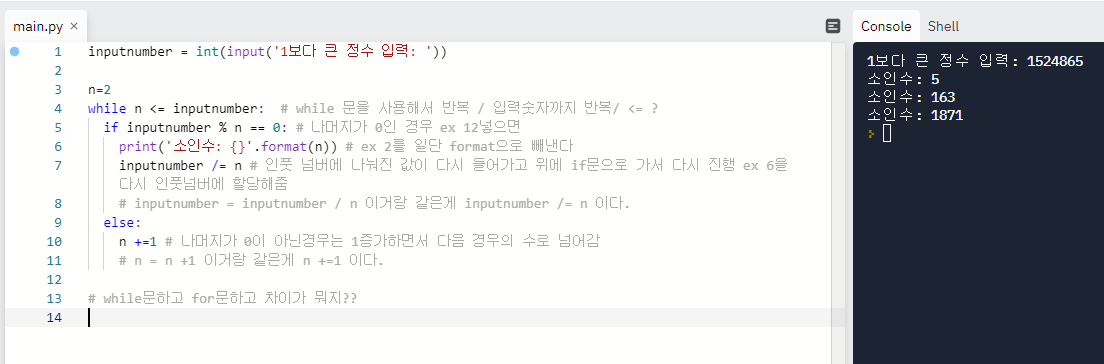 main.py ×
1 inputnumber = int(input('1보다 큰 정수 입력: '))
2
3 n=2
4 while n <= inputnumber:  # while 문을 사용해서 반복 / 입력숫자까지 반복/ <= ?
5 if inputnumber % n == 0: # 나머지가 0인 경우 ex 12넣으면
6 print('소인수: {}'.format(n)) # ex 2를 일단 format으로 빼낸다
7 inputnumber /= n # 인풋 넘버에 나눠진 값이 다시 들어가고 위에 if문으로 가서 다시 진행 ex 6을
다시 인풋넘버에 할당해줌
8 # inputnumber = inputnumber / n 이거랑 같은게 inputnumber /= n 이다.
9 else:
10 n +=1 # 나머지가 0이 아닌경우는 1증가하면서 다음 경우의 수로 넘어감
11 # n = n +1 이거랑 같은게 n +=1 이다.
12
13 # while문하고 for문하고 차이가 뭐지??
14
Console Shell
1보다 큰 정수 입력: 1524865
소인수: 5
소인수: 163
소인수: 1871